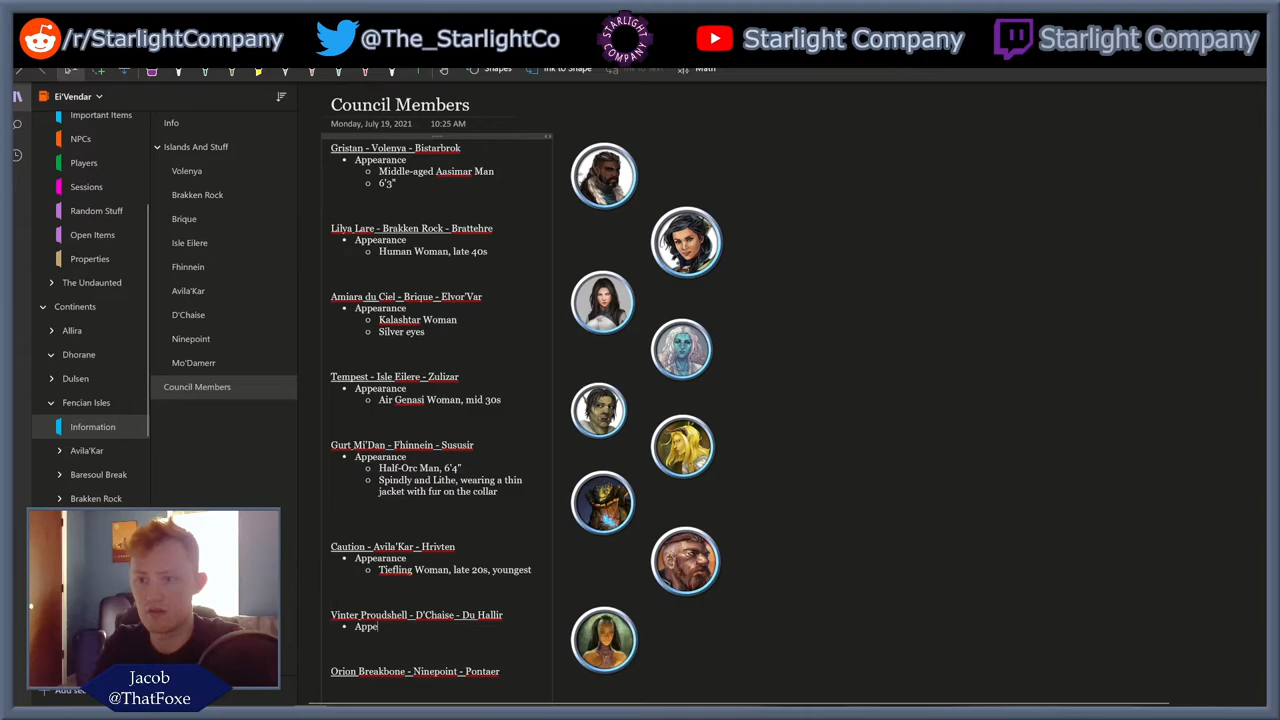 /r/StarlightCompany
@The_StarlightCo
STARLIGHT COMPANY
Starlight Company
Starlight Company
Shapes
Ink to Shape
Math
Ei'Vendar
Important Items
NPCs
Players
Sessions
Random Stuff
Open Items
Properties
The Undaunted
Continents
Allira
Dhorane
Dulsen
Fencian Isles
Information
Avila'Kar
Baresoul Break
Brakken Rock
Info
Islands And Stuff
Volenya
Brakken Rock
Brique
Isle Eilere
Fhinnein
Avila'Kar
D'Chaise
Ninepoint
Mo'Damerr
Council Members
Council Members
Monday, July 19, 2021 10:25 AM
Gristan - Volenya - Bistarbrok
Appearance
Middle-aged Aasimar Man
6'3"
Lilya Lare - Brakken Rock - Brattehre
Appearance
Human Woman, late 40s
Amiara du Ciel - Brique - Elvor'Var
Appearance
Kalashtar Woman
Silver eyes
Tempest - Isle Eilere - Zulizar
Appearance
Air Genasi Woman, mid 30s
Gurt Mi'Dan - Fhinnein - Sususir
Appearance
Half-Orc Man, 6'4"
Spindly and Lithe, wearing a thin
jacket with fur on the collar
Caution - Avila'Kar - Hrivten
Appearance
Tiefling Woman, late 20s, youngest
Vinter Proudshell - D'Chaise - Du Hallir
Appe
Orion Breakbone - Ninepoint - Pontaer
Jacob
@ThatFoxe